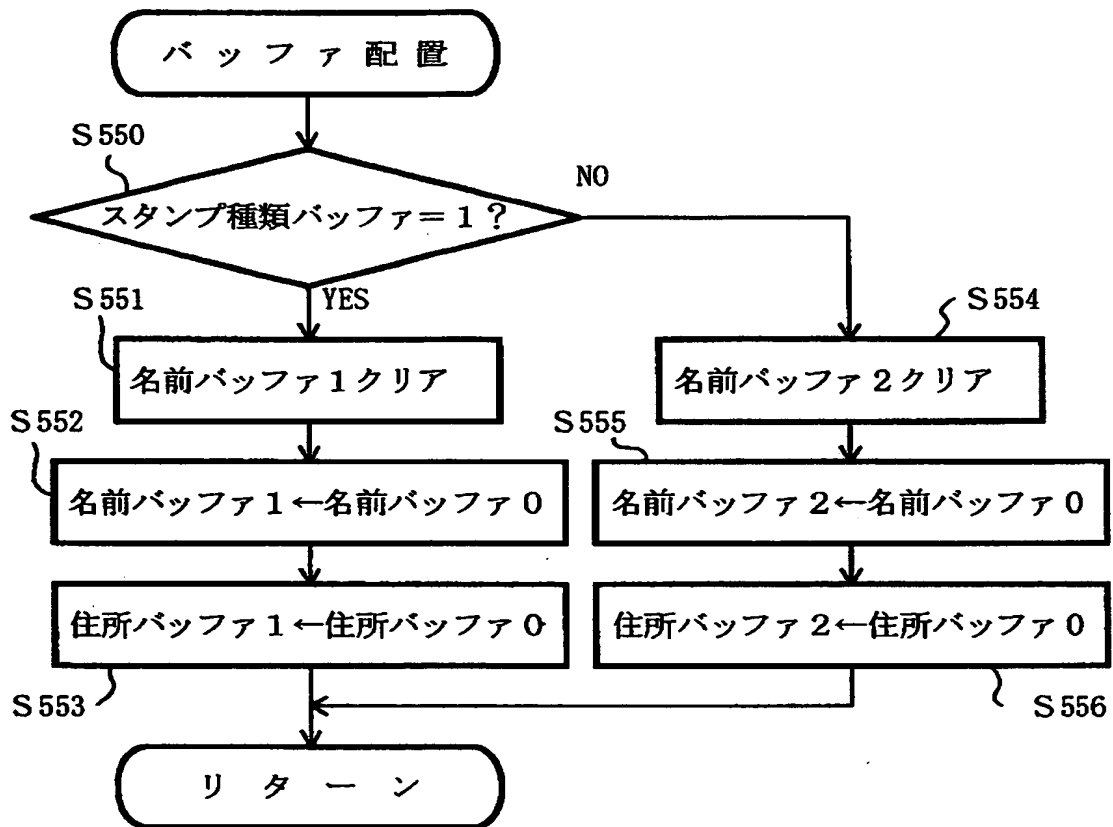 バッファ配置
S550
スタンプ種類バッファ＝1？
NO
YES
S551
名前バッファ1クリア
S552
名前バッファ1←名前バッファ0
住所バッファ1←住所バッファ0
S553
S554
名前バッファ2クリア
S555
名前バッファ2←名前バッファ0
住所バッファ2←住所バッファ0
S556
リターン